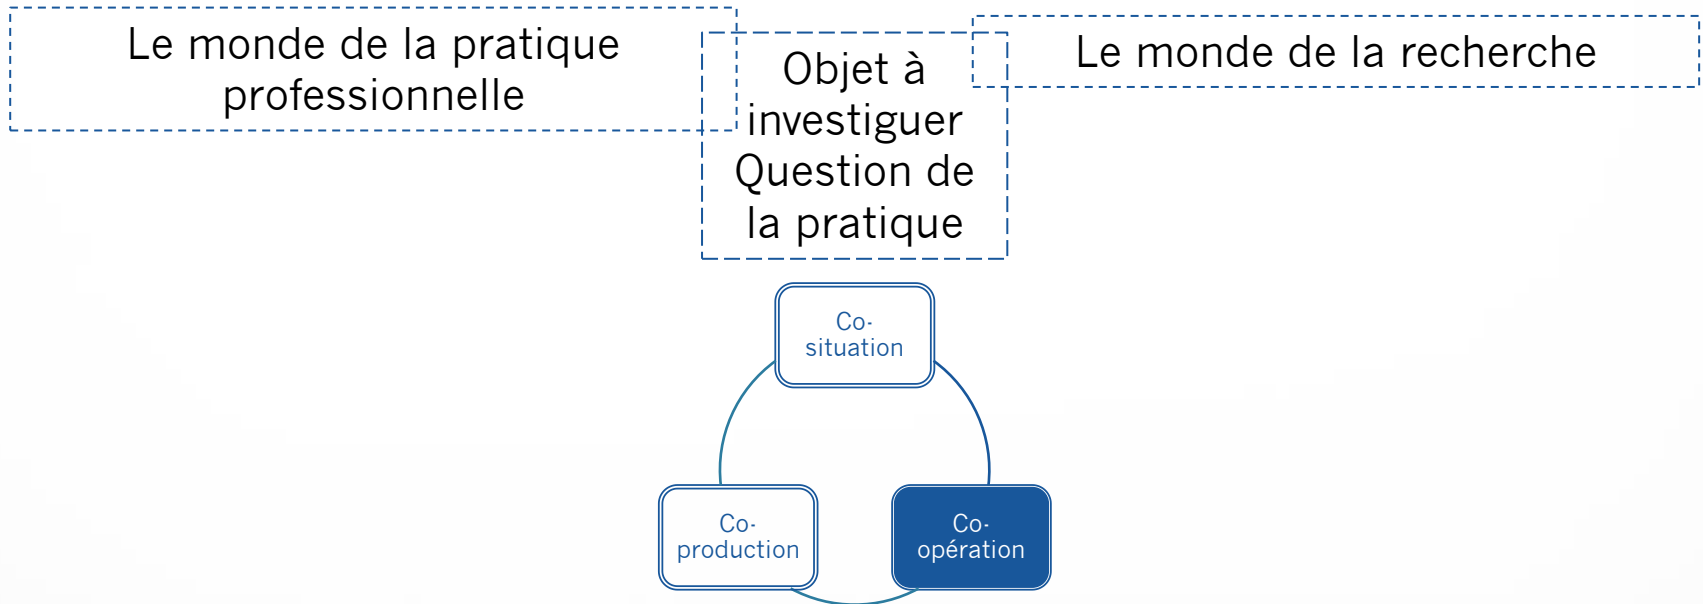 Le monde de la pratique
professionnelle
Objet à
investiguer
Question de
la pratique
Le monde de la recherche
Co-
situation
Co-
production
Co-
opération